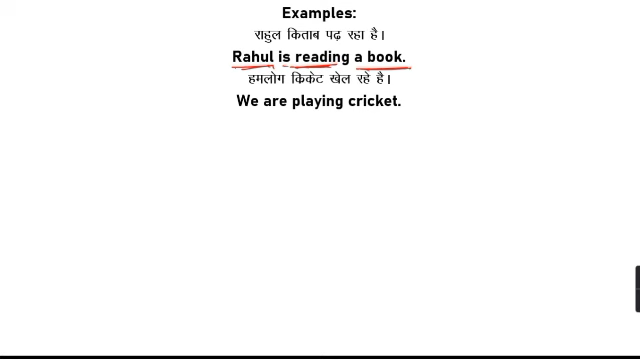 Examples:
राहुल किताब पढ़ रहा है।
Rahul is reading a book.
हमलोग क्रिकेट खेल रहे है।
We are playing cricket.